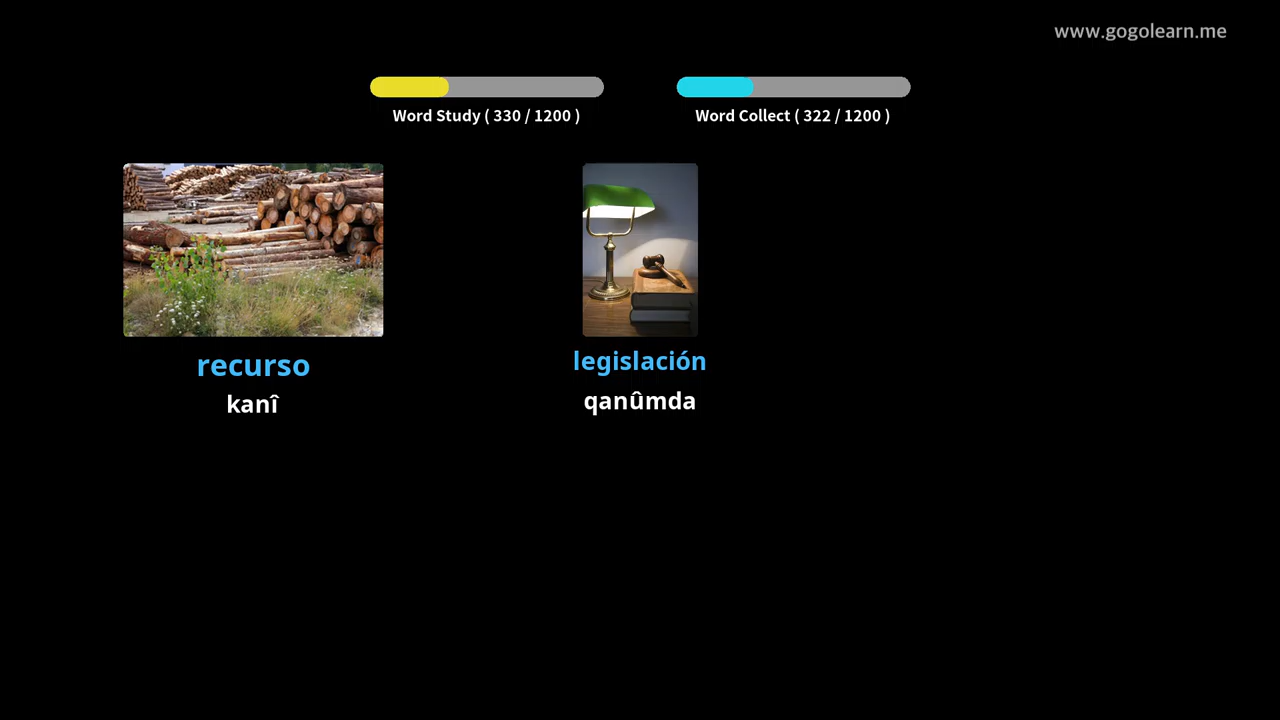 www.gogolearn.me
Word Study ( 330 / 1200 )
Word Collect ( 322 / 1200 )
recurso
kanî
legislación
qanûmda